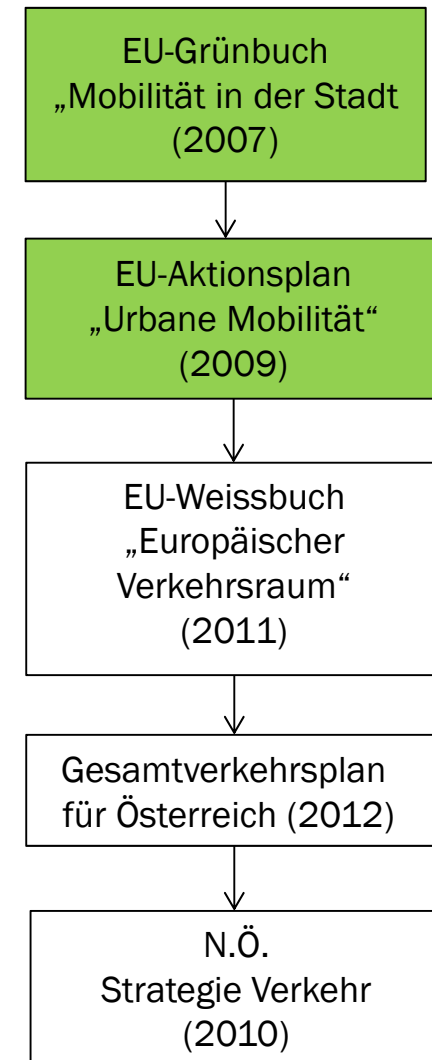 EU-Grünbuch
„Mobilität in der Stadt
(2007)
EU-Aktionsplan
„Urbane Mobilität“
(2009)
EU-Weissbuch
„Europäischer
Verkehrsraum“
(2011)
Gesamtverkehrsplan
für Österreich (2012)
N.Ö.
Strategie Verkehr
(2010)